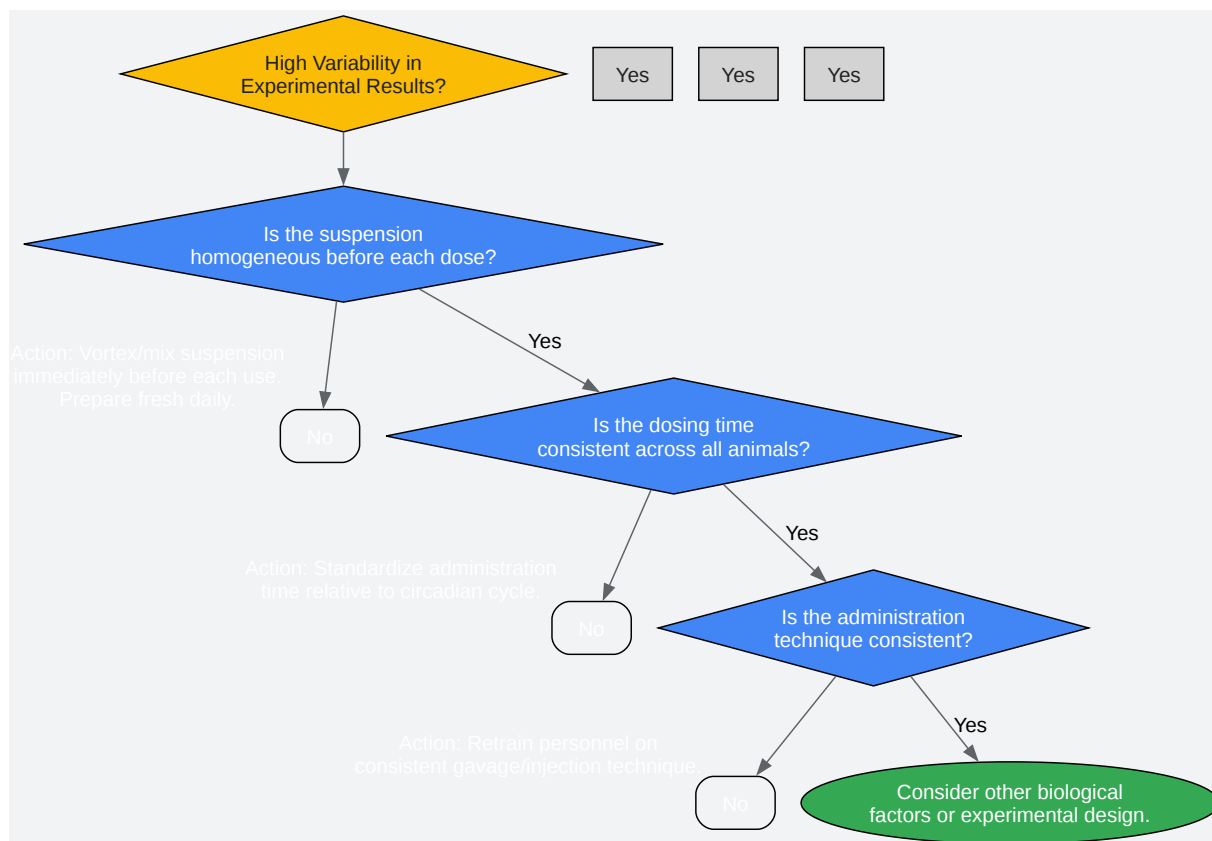 High Variability in
Experimental Results?
Yes
Yes
Yes
Is the suspension
homogeneous before each dose?
Yes
Action: Vortex/mix suspension
immediately before each use.
Prepare fresh daily.
No
Is the dosing time
consistent across all animals?
Yes
Action: Standardize administration
time relative to circadian cycle.
No
Is the administration
technique consistent?
Yes
Action: Retrain personnel on
consistent gavage/injection technique.
No
Consider other biological
factors or experimental design.